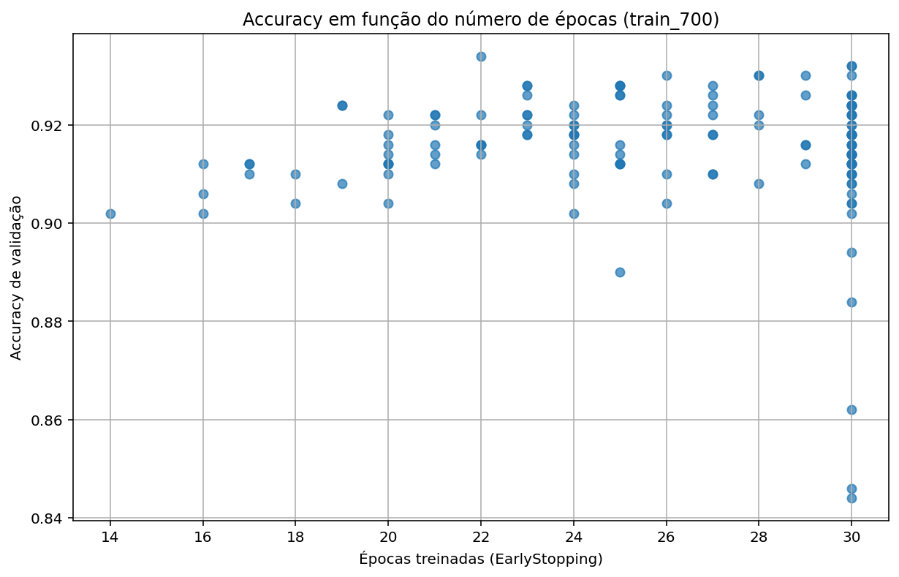 Accuracy em função do número de épocas (train_700)
Accuracy de validação
0.92
0.90
0.88
0.86
0.84
14 16 18 20 22 24 26 28 30
Épocas treinadas (EarlyStopping)